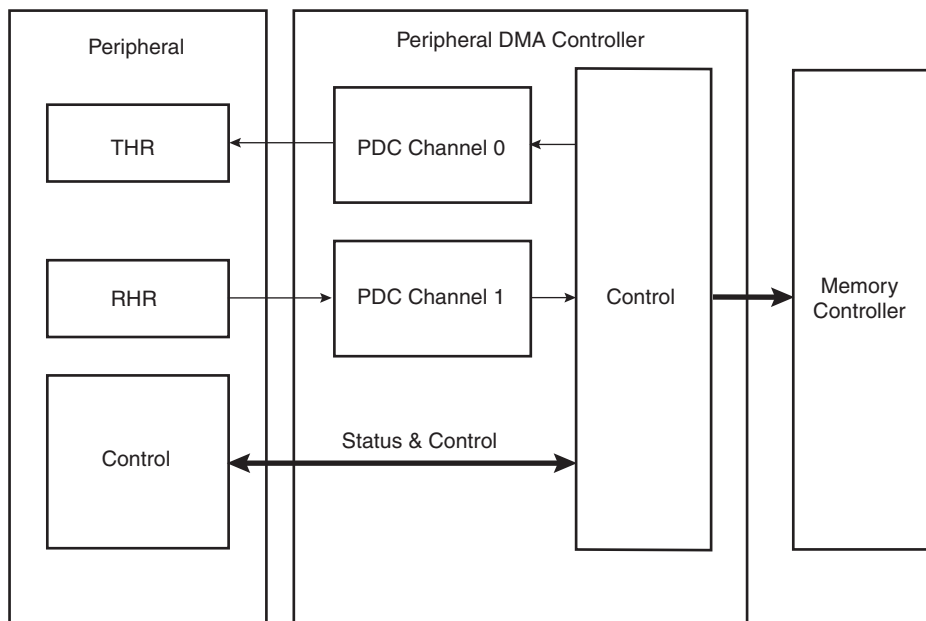 Peripheral
Peripheral DMA Controller
THR
PDC Channel 0
RHR
PDC Channel 1
Control
Memory
Controller
Control
Status & Control